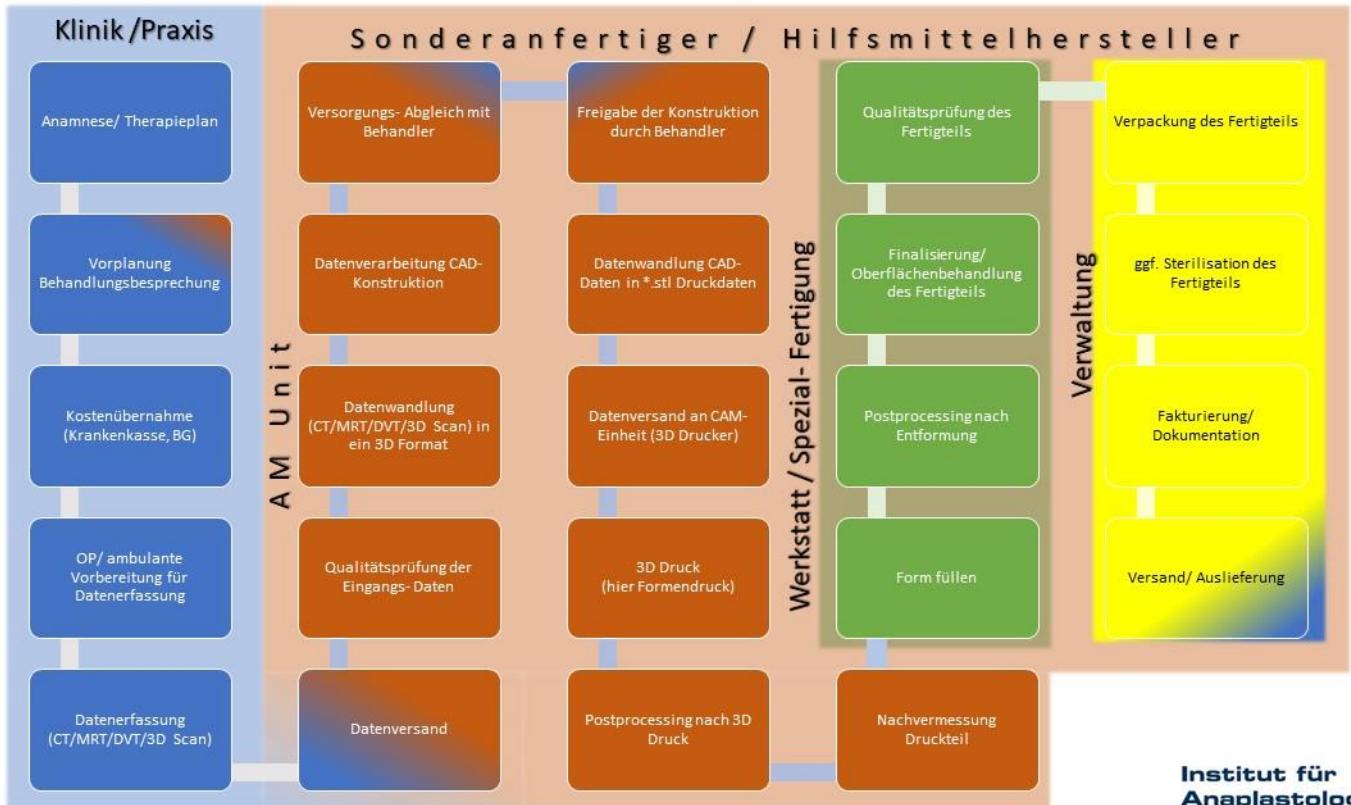 Klinik /Praxis
Sonderanfertiger / Hilfsmittelhersteller
Anamnese/ Therapieplan
Vorplanung
Behandlungsbesprechung
Kostenübernahme
(Krankenkasse, BG)
OP/ ambulante
Vorbereitung für
Datenerfassung
Datenerfassung
(CT/MRT/DVT/3D Scan)
AM Unit
Versorgungs- Abgleich mit
Behandler
Datenverarbeitung CAD-
Konstruktion
Datenwandlung
(CT/MRT/DVT/3D Scan) in
ein 3D Format
Qualitätsprüfung der
Eingangs- Daten
Datenversand
Freigabe der Konstruktion
durch Behandler
Datenwandlung CAD-
Daten in *.stl Druckdaten
Datenversand an CAM-
Einheit (3D Drucker)
3D Druck
(hier Formendruck)
Postprocessing nach 3D
Druck
Werkstatt / Spezial- Fertigung
Qualitätsprüfung des
Fertigteils
Finalisierung/
Oberflächenbehandlung
des Fertigteils
Postprocessing nach
Entformung
Form füllen
Nachvermessung
Druckteil
Verwaltung
Verpackung des Fertigteils
ggf. Sterilisation des
Fertigteils
Fakturierung/
Dokumentation
Versand/ Auslieferung
Institut für